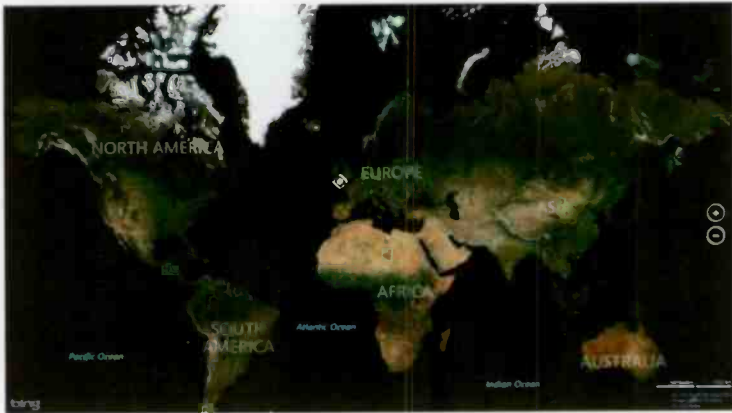 NORTH AMERICA
EUROPE
AFRICA
SOUTH
AMERICA
Atlantic Ocean
Pacific Ocean
AUSTRALIA
Indian Ocean
bing